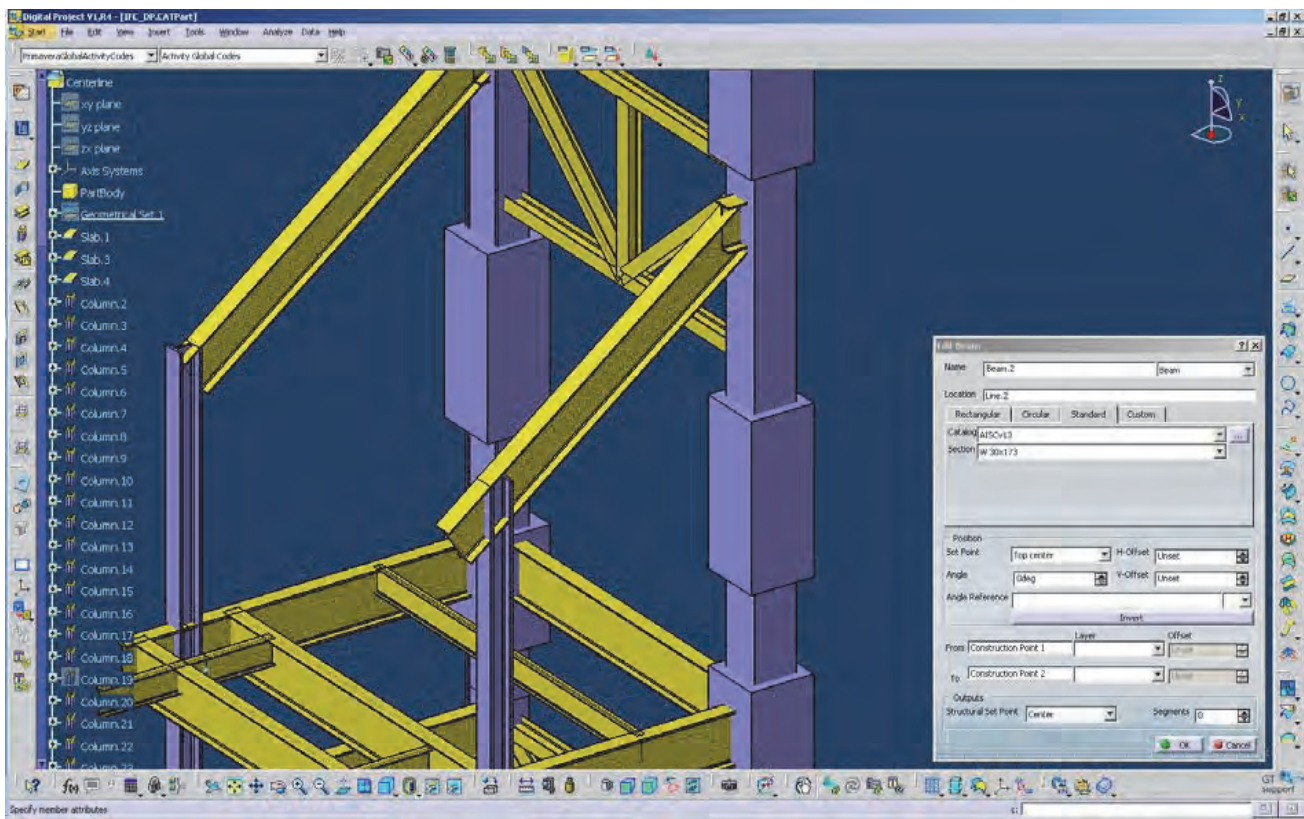 Digital Project V1,R4 - [IFC_DP.CATPart]
Start File Edit View Insert Tools Window Analyze Data Help
PrimaveraGlobalActivityCodes Activity Global Codes
Centerline
xy plane
yz plane
zx plane
Axis Systems
PartBody
Geometrical Set.1
Slab.1
Slab.3
Slab.4
Column.2
Column.3
Column.4
Column.5
Column.6
Column.7
Column.8
Column.9
Column.10
Column.11
Column.12
Column.13
Column.14
Column.15
Column.16
Column.17
Column.18
Column.19
Column.20
Column.21
Column.22
Column.23
z
y
x
Edit Beam
Name Beam.2 Beam
Location Line.2
Rectangular Circular Standard Custom
Catalog AISCv13 ...
Section W 30x173
Position
Set Point Top center H-Offset Unset
Angle 0deg V-Offset Unset
Angle Reference
Invert
Layer Offset
From Construction Point 1 Unset
To Construction Point 2 Unset
Outputs
Structural Set Point Center Segments 0
OK Cancel
f(x)
GT
support
Specify member attributes c: